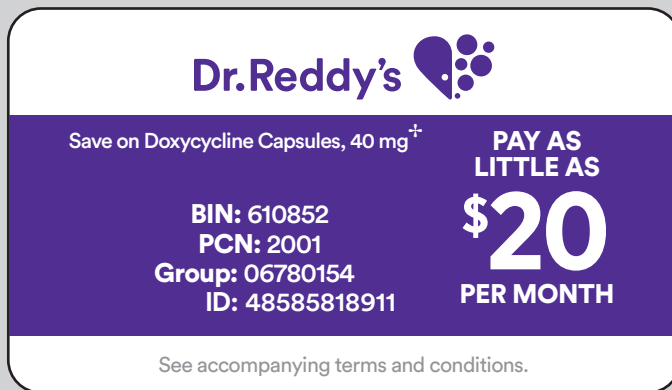 Dr.Reddy's
Save on Doxycycline Capsules, 40 mg✢
PAY AS
LITTLE AS
$20
PER MONTH
BIN: 610852
PCN: 2001
Group: 06780154
ID: 48585818911
See accompanying terms and conditions.